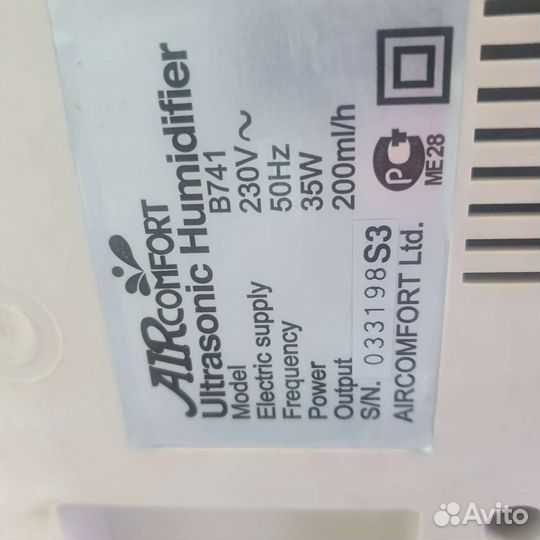 AIRCOMFORT
Ultrasonic Humidifier
Model B741
Electric supply 230V~
Frequency 50Hz
Power 35W
Output 200ml/h
S/N. 033198S3
AIRCOMFORT Ltd.
РС
ME28
Avito